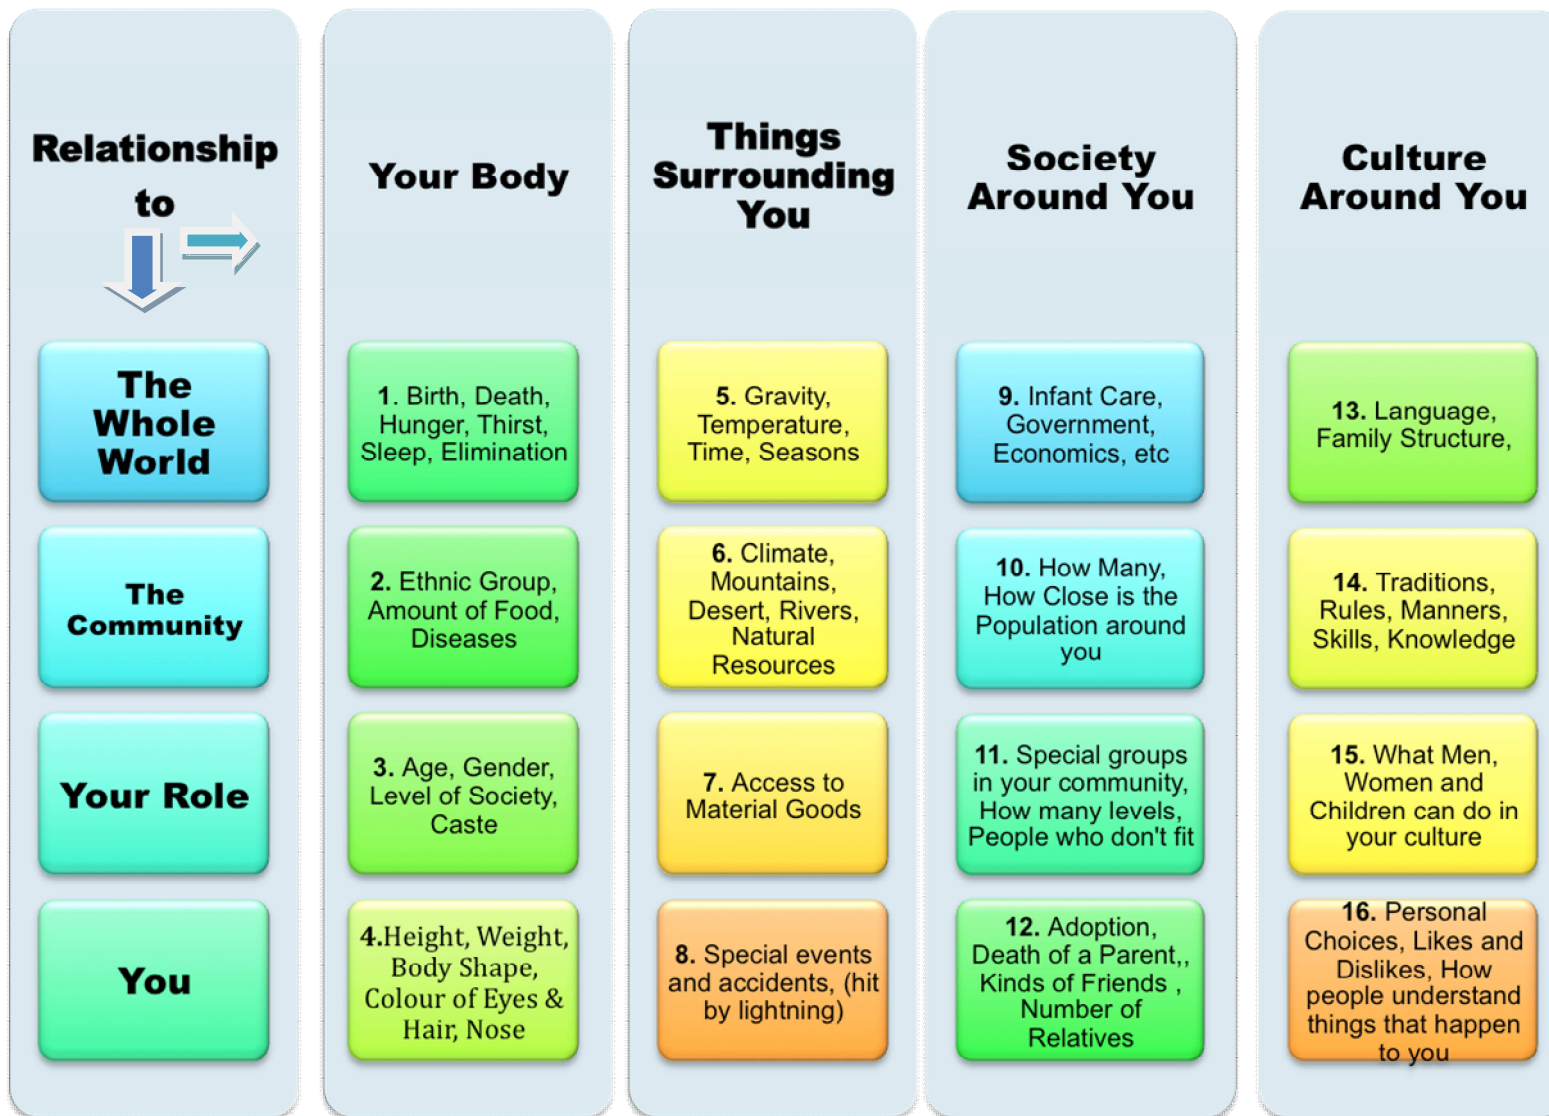 Relationship
to
Your Body
Things
Surrounding
You
Society
Around You
Culture
Around You
The
Whole
World
1. Birth, Death,
Hunger, Thirst,
Sleep, Elimination
5. Gravity,
Temperature,
Time, Seasons
9. Infant Care,
Government,
Economics, etc
13. Language,
Family Structure,
The
Community
2. Ethnic Group,
Amount of Food,
Diseases
6. Climate,
Mountains,
Desert, Rivers,
Natural
Resources
10. How Many,
How Close is the
Population around
you
14. Traditions,
Rules, Manners,
Skills, Knowledge
Your Role
3. Age, Gender,
Level of Society,
Caste
7. Access to
Material Goods
11. Special groups
in your community,
How many levels,
People who don't fit
15. What Men,
Women and
Children can do in
your culture
You
4.Height, Weight,
Body Shape,
Colour of Eyes &
Hair, Nose
8. Special events
and accidents, (hit
by lightning)
12. Adoption,
Death of a Parent,,
Kinds of Friends ,
Number of
Relatives
16. Personal
Choices, Likes and
Dislikes, How
people understand
things that happen
to you